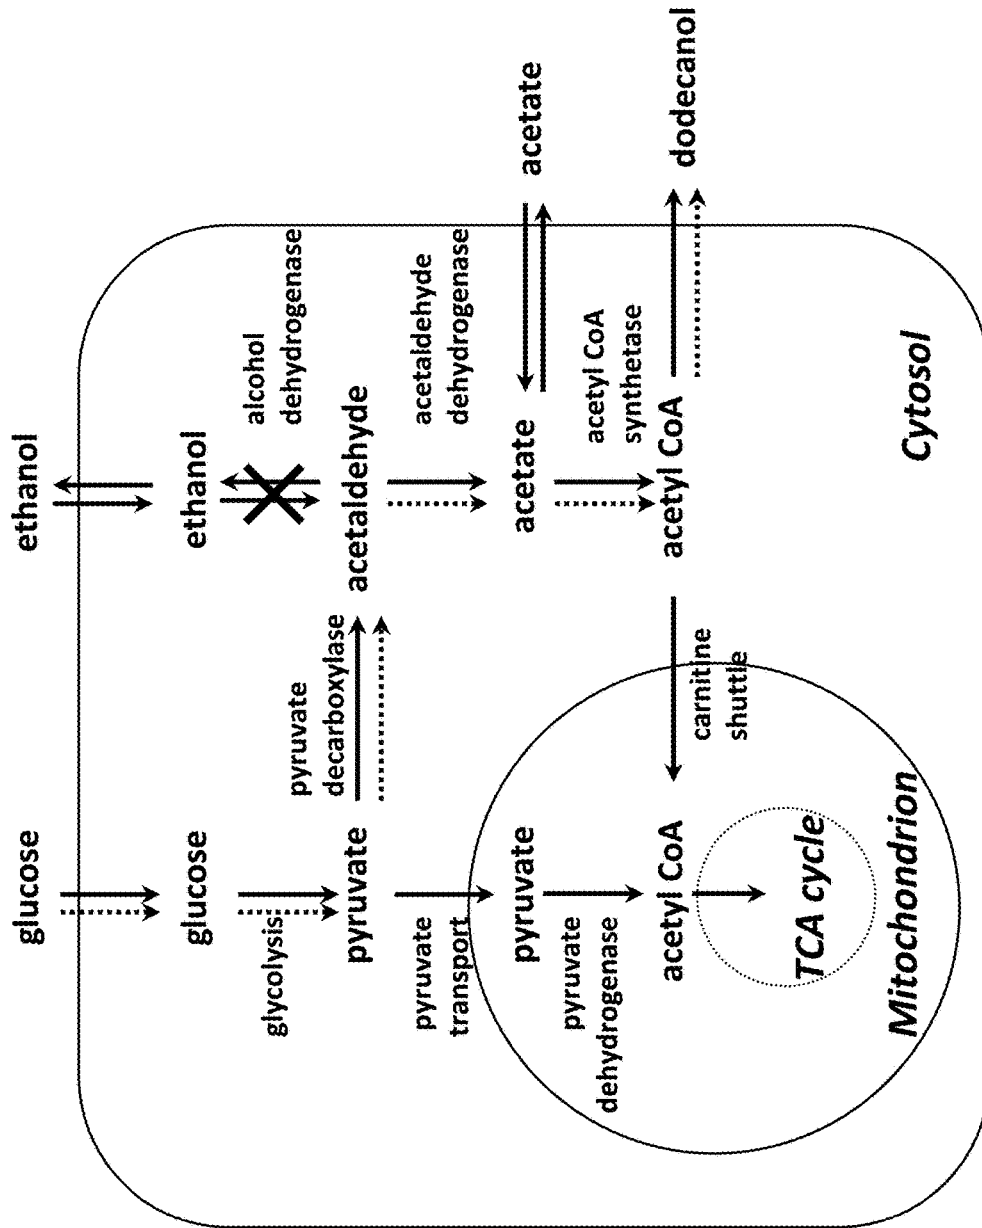 glucose
ethanol
glucose
ethanol
glycolysis
alcohol
dehydrogenase
pyruvate
decarboxylase
pyruvate
acetaldehyde
pyruvate
transport
acetaldehyde
dehydrogenase
pyruvate
acetate
acetate
pyruvate
dehydrogenase
acetyl CoA
synthetase
acetyl CoA
acetyl CoA
dodecanol
carnitine
shuttle
TCA cycle
Mitochondrion
Cytosol